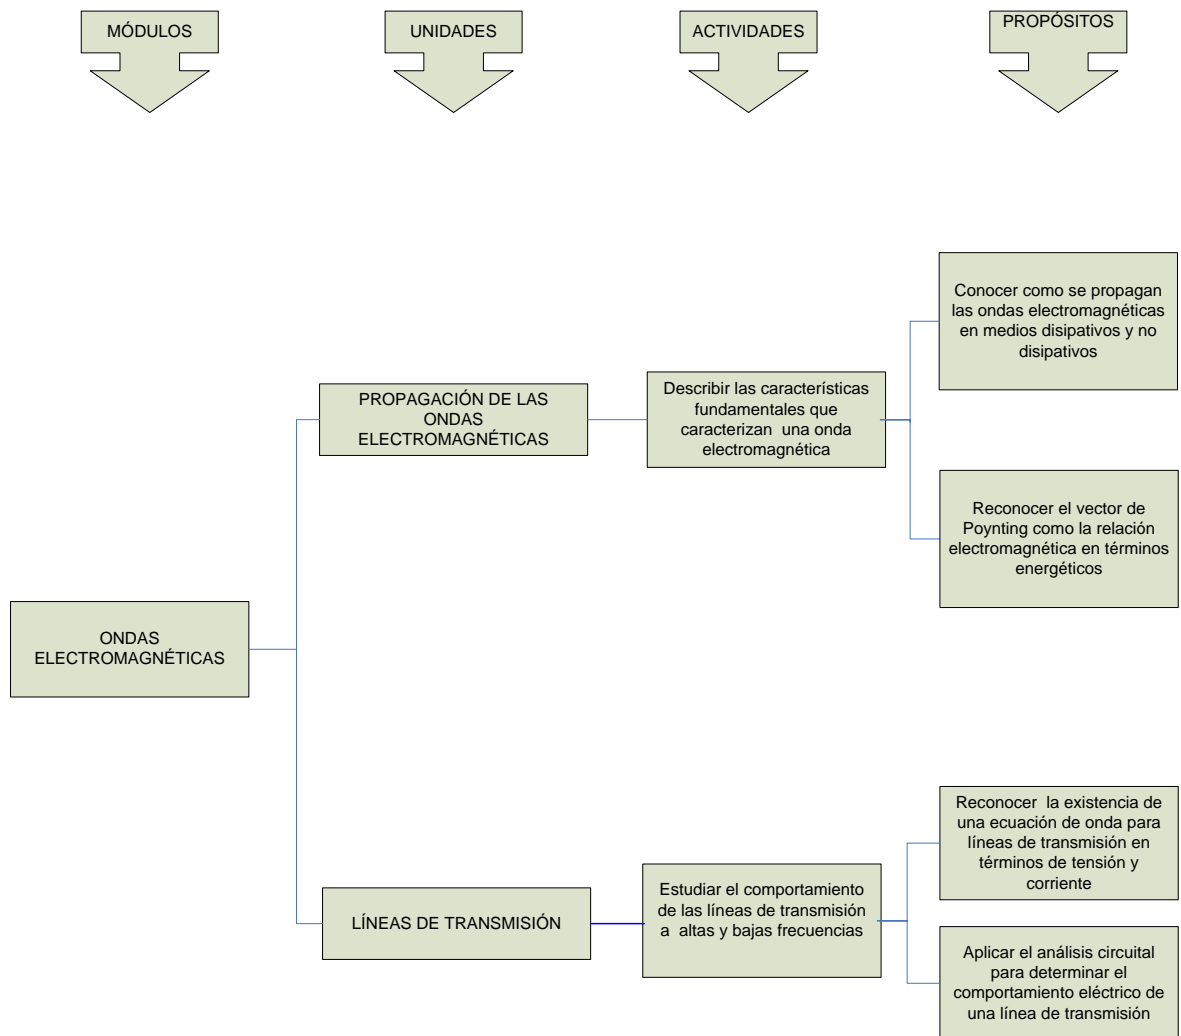 MÓDULOS
UNIDADES
ACTIVIDADES
PROPÓSITOS
Conocer como se propagan
las ondas electromagnéticas
en medios disipativos y no
disipativos
PROPAGACIÓN DE LAS
ONDAS
ELECTROMAGNÉTICAS
Describir las características
fundamentales que
caracterizan una onda
electromagnética
Reconocer el vector de
Poynting como la relación
electromagnética en términos
energéticos
ONDAS
ELECTROMAGNÉTICAS
Reconocer la existencia de
una ecuación de onda para
líneas de transmisión en
términos de tensión y
corriente
LÍNEAS DE TRANSMISIÓN
Estudiar el comportamiento
de las líneas de transmisión
a altas y bajas frecuencias
Aplicar el análisis circuital
para determinar el
comportamiento eléctrico de
una línea de transmisión